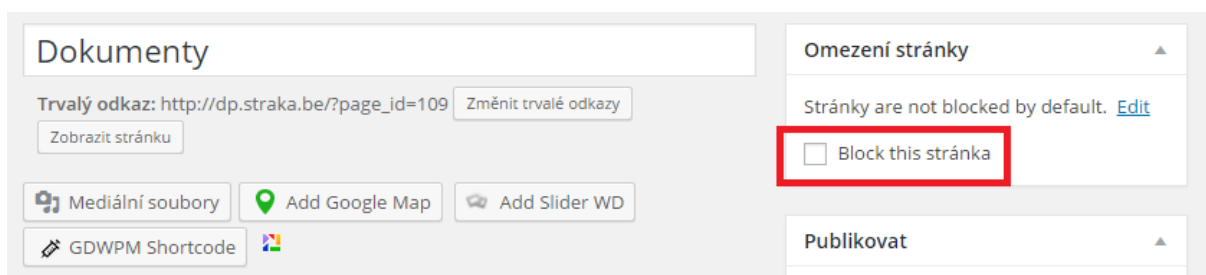 Dokumenty
Trvalý odkaz: http://dp.straka.be/?page_id=109 Změnit trvalé odkazy
Zobrazit stránku
Mediální soubory Add Google Map Add Slider WD
GDWPM Shortcode
Omezení stránky
Stránky are not blocked by default. Edit
Block this stránka
Publikovat